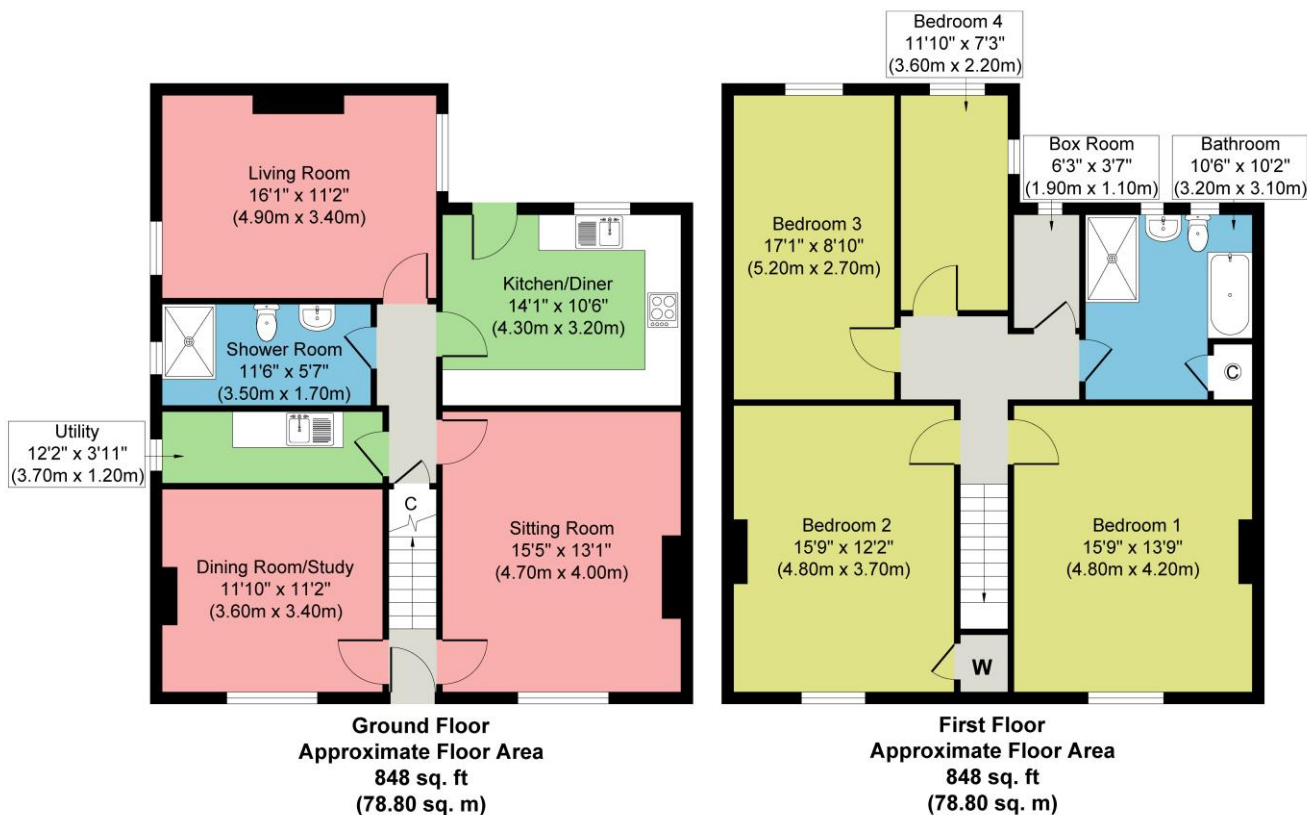 Living Room
16'1" x 11'2"
(4.90m x 3.40m)
Kitchen/Diner
14'1" x 10'6"
(4.30m x 3.20m)
Shower Room
11'6" x 5'7"
(3.50m x 1.70m)
Utility
12'2" x 3'11"
(3.70m x 1.20m)
C
Sitting Room
15'5" x 13'1"
(4.70m x 4.00m)
Dining Room/Study
11'10" x 11'2"
(3.60m x 3.40m)
Ground Floor
Approximate Floor Area
848 sq. ft
(78.80 sq. m)
Bedroom 4
11'10" x 7'3"
(3.60m x 2.20m)
Box Room
6'3" x 3'7"
(1.90m x 1.10m)
Bathroom
10'6" x 10'2"
(3.20m x 3.10m)
Bedroom 3
17'1" x 8'10"
(5.20m x 2.70m)
C
Bedroom 2
15'9" x 12'2"
(4.80m x 3.70m)
Bedroom 1
15'9" x 13'9"
(4.80m x 4.20m)
W
First Floor
Approximate Floor Area
848 sq. ft
(78.80 sq. m)